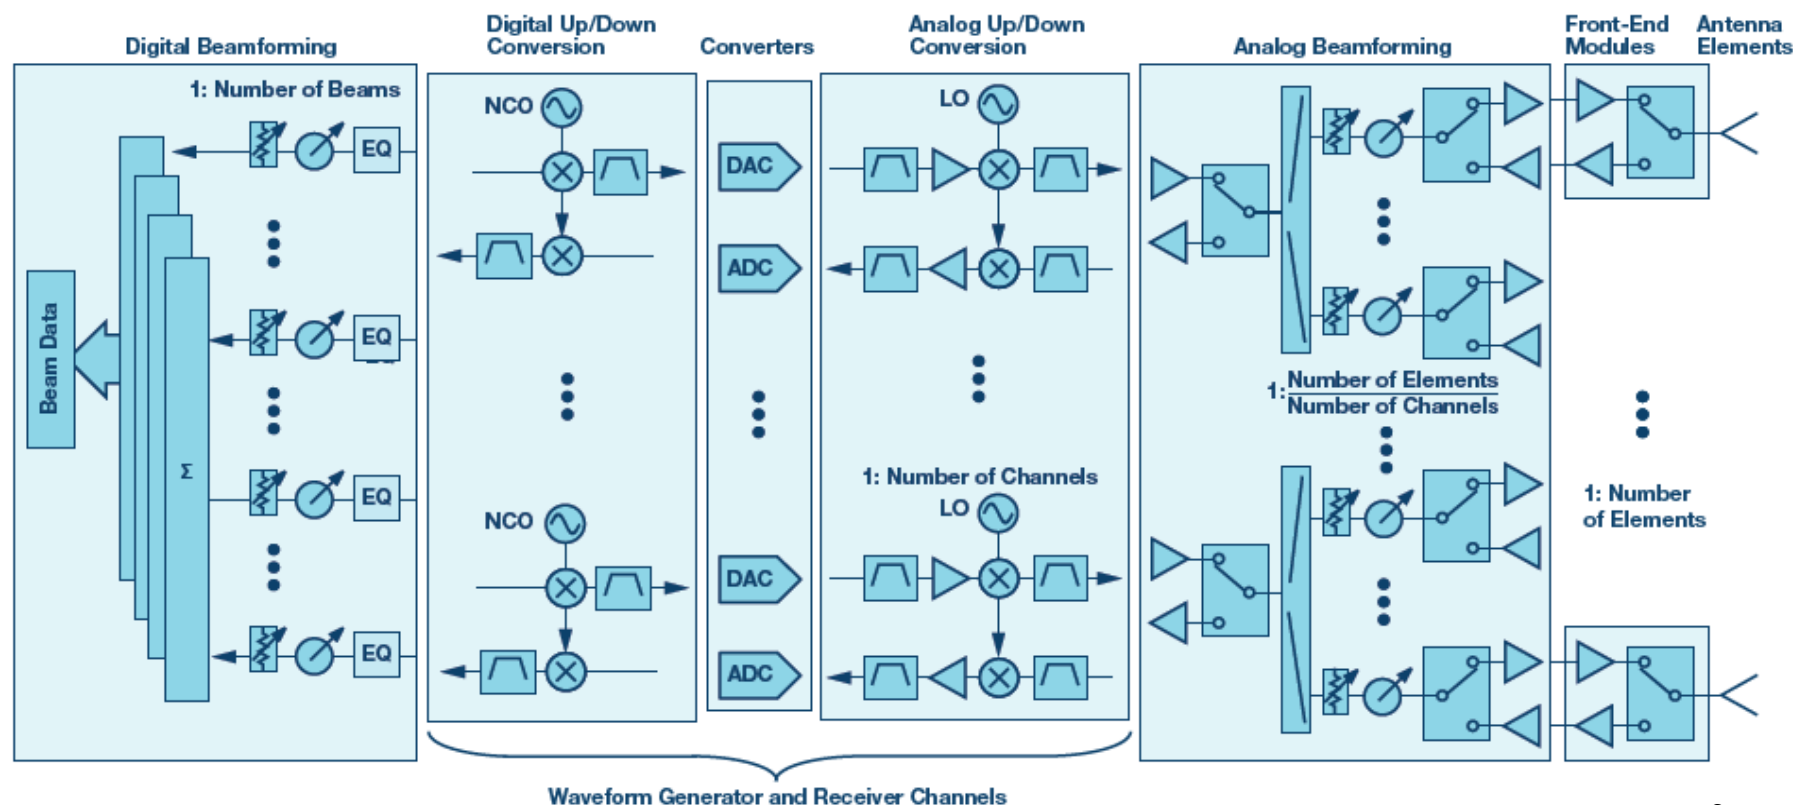 Digital Beamforming
Digital Up/Down
Conversion
Converters
Analog Up/Down
Conversion
Analog Beamforming
Front-End
Modules
Antenna
Elements
1: Number of Beams
EQ
EQ
EQ
EQ
Beam Data
Σ
NCO
NCO
DAC
ADC
DAC
ADC
LO
1: Number of Channels
LO
1: Number of Elements
Number of Channels
1: Number
of Elements
Waveform Generator and Receiver Channels